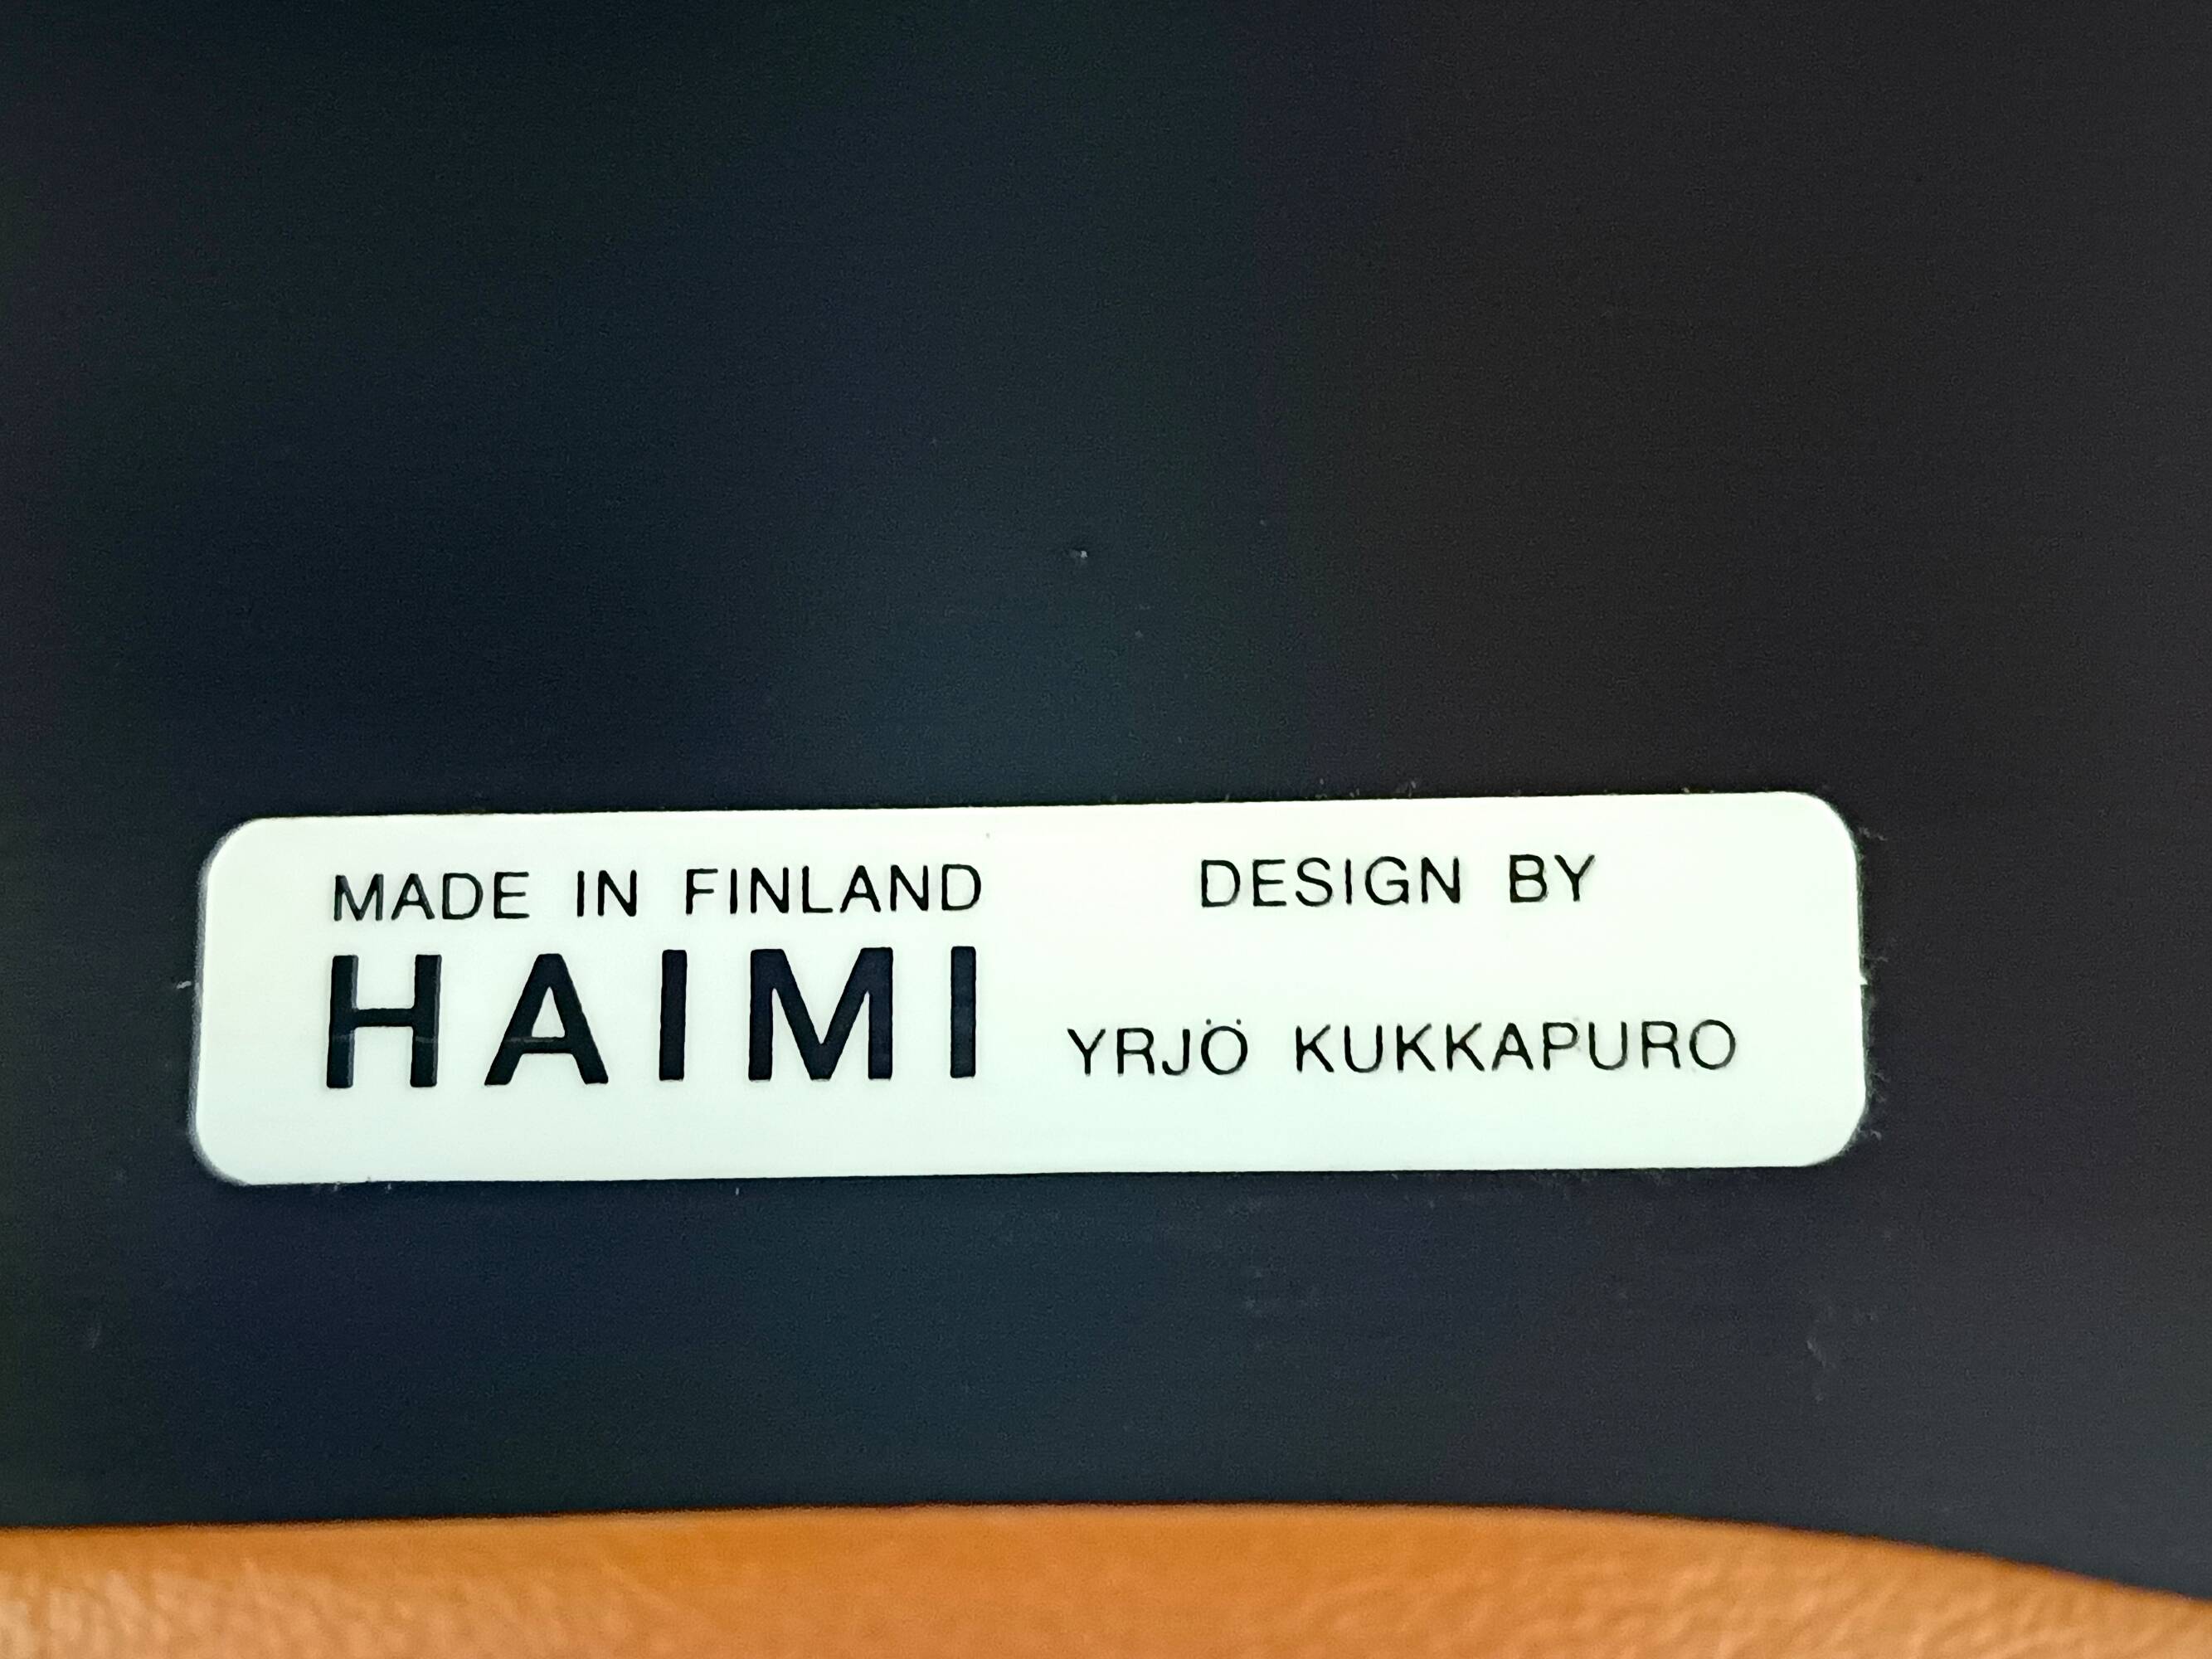 MADE IN FINLAND
HAIMI
DESIGN BY
YRJÖ KUKKAPURO